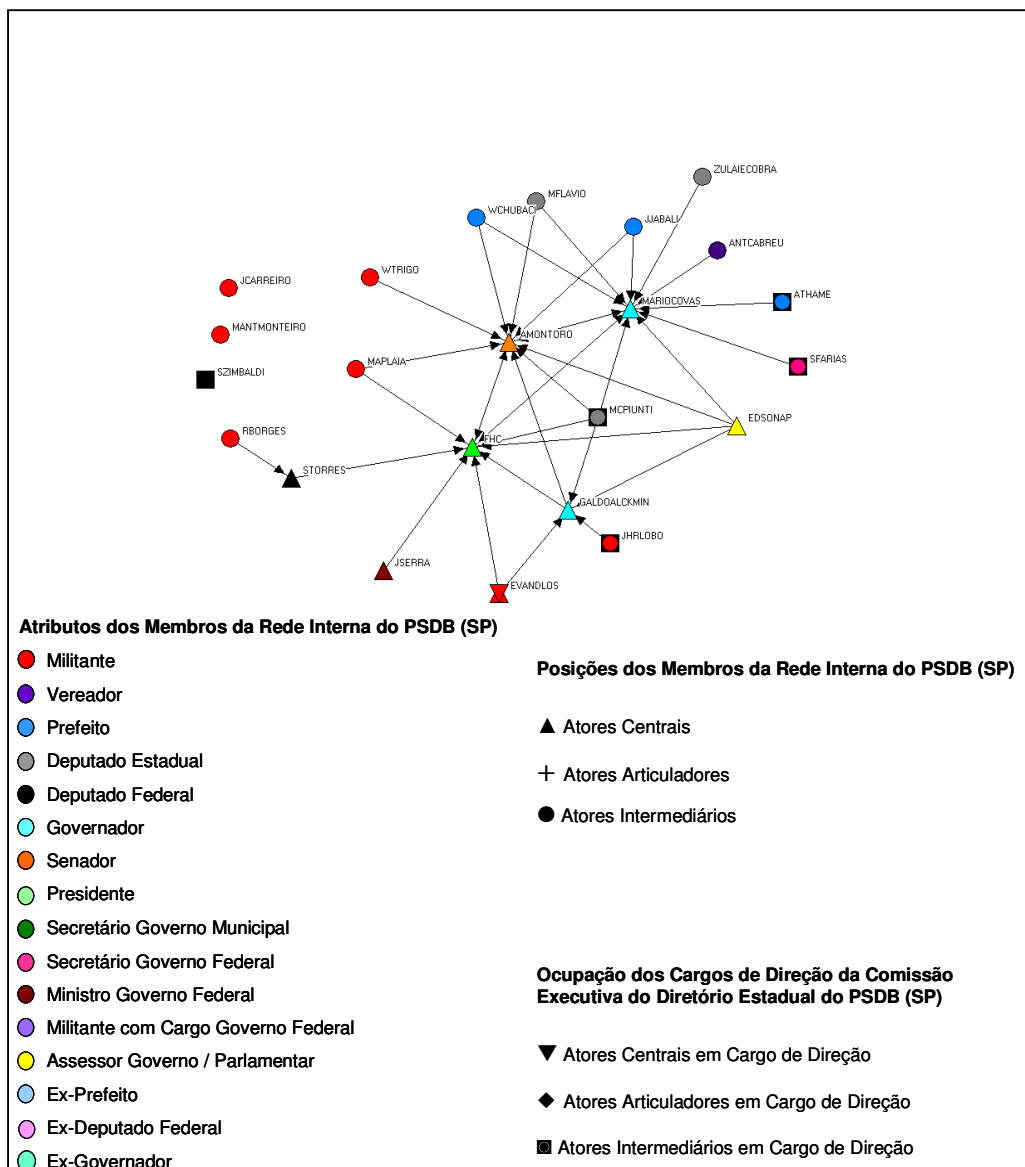 ZULAIECOBRA
MFLAVIO
WCHUBACI
JJABALI
ANTCABREU
WTRIGO
JCARREIRO
MARIOCOVAS
ATHAME
MANTMONTEIRO
AMONTORO
SZIMBALDI
MAPLAIA
SFARIAS
MCPIUNTI
EDSONAP
RBORGES
FHC
STORRES
GALDOALCKMIN
JHRLOBO
JSERRA
EVANDLOS
Atributos dos Membros da Rede Interna do PSDB (SP)
Militante
Vereador
Prefeito
Deputado Estadual
Deputado Federal
Governador
Senador
Presidente
Secretário Governo Municipal
Secretário Governo Federal
Ministro Governo Federal
Militante com Cargo Governo Federal
Assessor Governo / Parlamentar
Ex-Prefeito
Ex-Deputado Federal
Ex-Governador
Posições dos Membros da Rede Interna do PSDB (SP)
Atores Centrais
Atores Articuladores
Atores Intermediários
Ocupação dos Cargos de Direção da Comissão
Executiva do Diretório Estadual do PSDB (SP)
Atores Centrais em Cargo de Direção
Atores Articuladores em Cargo de Direção
Atores Intermediários em Cargo de Direção